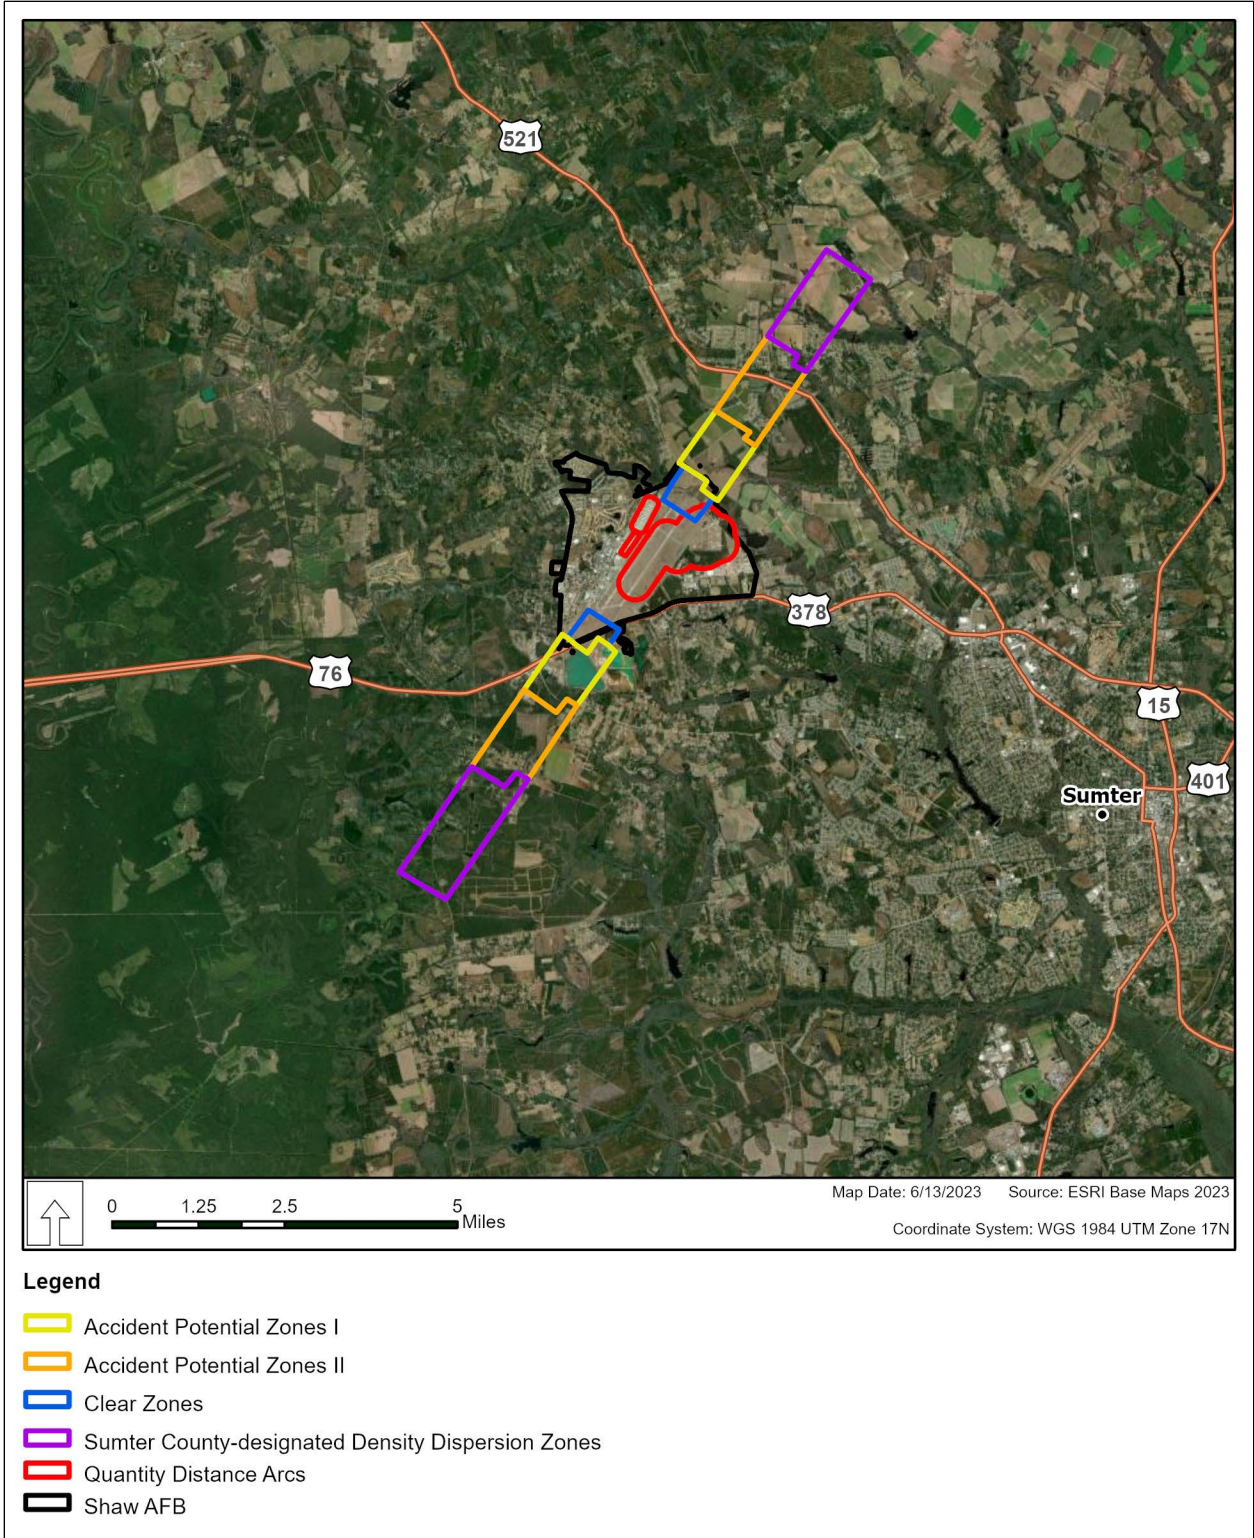 521
378
76
15
401
Sumter
0 1.25 2.5 5
Miles
Map Date: 6/13/2023 Source: ESRI Base Maps 2023
Coordinate System: WGS 1984 UTM Zone 17N
Legend
Accident Potential Zones I
Accident Potential Zones II
Clear Zones
Sumter County-designated Density Dispersion Zones
Quantity Distance Arcs
Shaw AFB